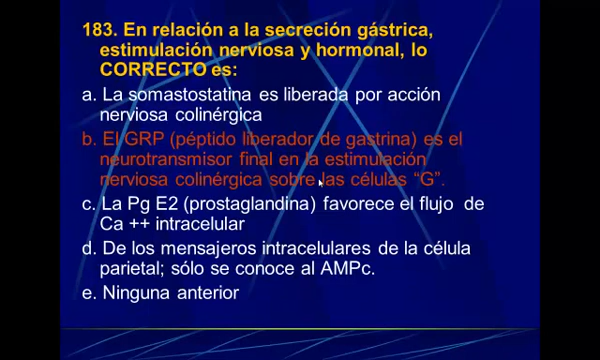 183. En relación a la secreción gástrica,
estimulación nerviosa y hormonal, lo
CORRECTO es:
a. La somastostatina es liberada por acción
nerviosa colinérgica
b. El GRP (péptido liberador de gastrina) es el
neurotransmisor final en la estimulación
nerviosa colinérgica sobre las células “G”.
c. La Pg E2 (prostaglandina) favorece el flujo de
Ca ++ intracelular
d. De los mensajeros intracelulares de la célula
parietal; sólo se conoce al AMPc.
e. Ninguna anterior